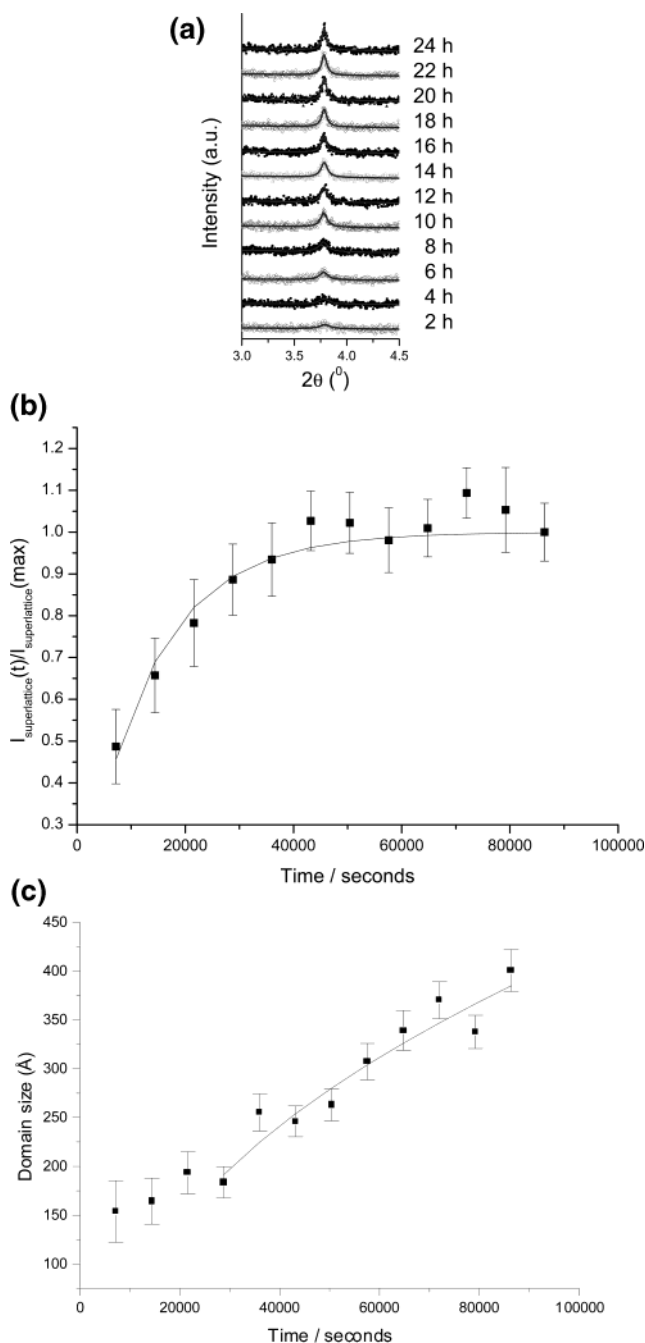 (a)
Intensity (a.u.)
24 h
22 h
20 h
18 h
16 h
14 h
12 h
10 h
8 h
6 h
4 h
2 h
3.0 3.5 4.0 4.5
2θ (⁰)
(b)
I superlattice(t)/I superlattice(max)
1.2
1.1
1.0
0.9
0.8
0.7
0.6
0.5
0.4
0.3
0 20000 40000 60000 80000 100000
Time / seconds
(c)
Domain size (Å)
450
400
350
300
250
200
150
100
0 20000 40000 60000 80000 100000
Time / seconds